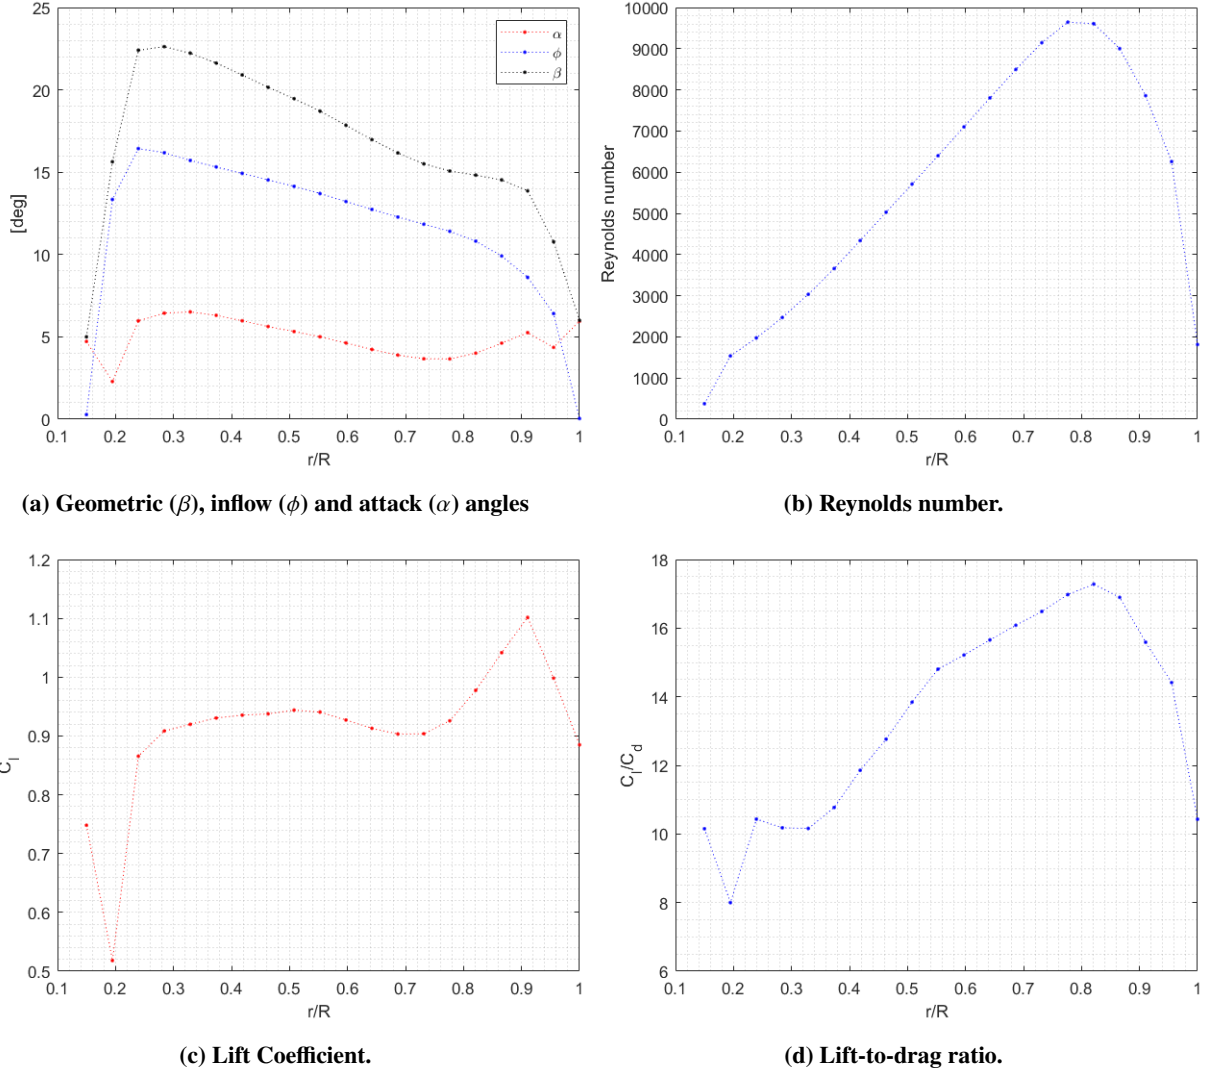 25
20
15
10
5
0
[deg]
α
ϕ
β
0.1 0.2 0.3 0.4 0.5 0.6 0.7 0.8 0.9 1
r/R
(a) Geometric (β), inflow (ϕ) and attack (α) angles
10000
9000
8000
7000
6000
5000
4000
3000
2000
1000
0
Reynolds number
0.1 0.2 0.3 0.4 0.5 0.6 0.7 0.8 0.9 1
r/R
(b) Reynolds number.
1.2
1.1
1
0.9
0.8
0.7
0.6
0.5
C_l
0.1 0.2 0.3 0.4 0.5 0.6 0.7 0.8 0.9 1
r/R
(c) Lift Coefficient.
18
16
14
12
10
8
6
C_l/C_d
0.1 0.2 0.3 0.4 0.5 0.6 0.7 0.8 0.9 1
r/R
(d) Lift-to-drag ratio.